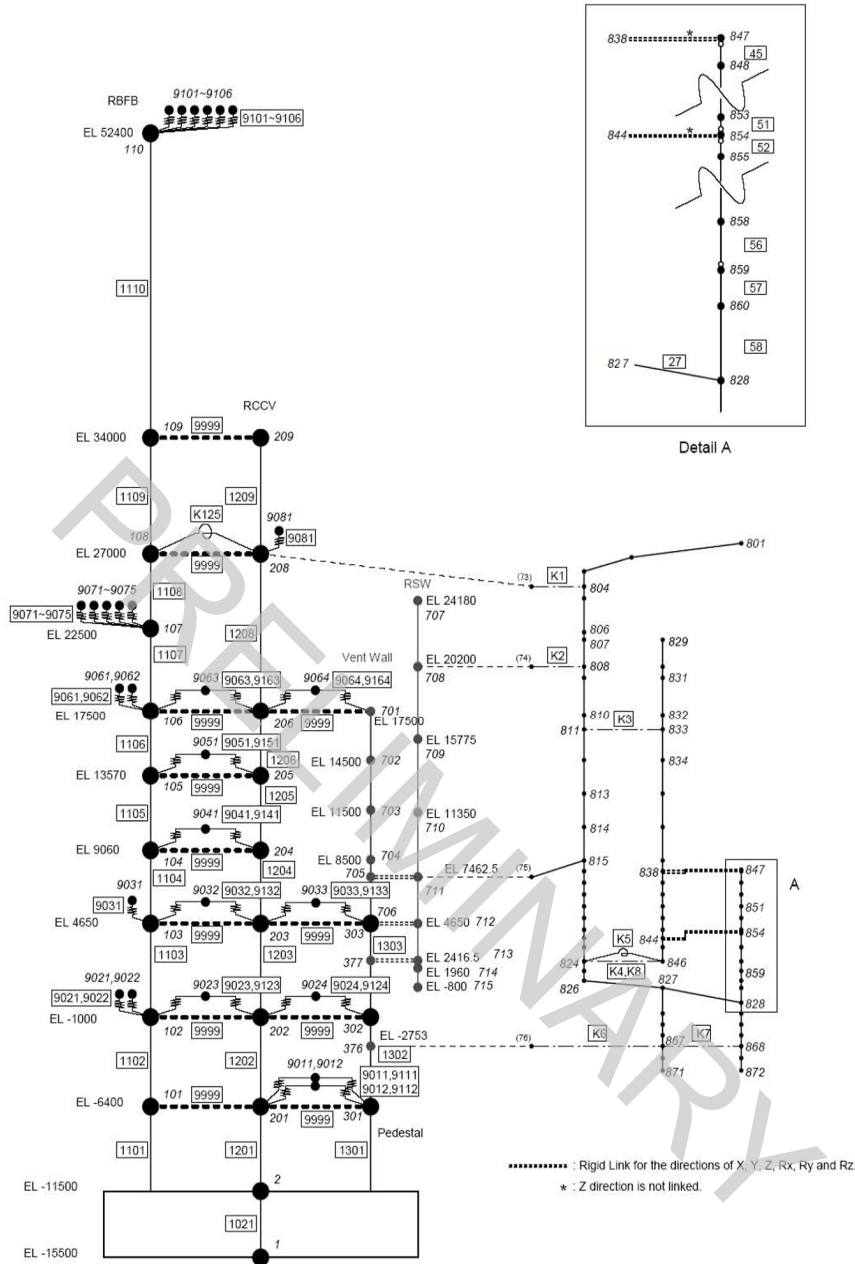 838 * 847
45
848
853
51
844 * 854
52
855
858
56
859
57
860
58
827 27
828
Detail A
RBFB 9101~9106
9101~9106
EL 52400
110
1110
RCCV
109 9999
EL 34000 209
1109 K125 1209 9081
108 9081
EL 27000 9999 208
(73) K1 801
804
9071~9075 1108
9071~9075 RSW
EL 22500 107 1208
1107
EL 24180
707
806
807
829
Vent Wall
EL 20200 (74) K2 808
708
831
9061,9062 9063 9063,9163 9064 9064,9164
9061,9062
EL 17500 106 9999 206 9999 701
EL 17500
810 832
811 K3 833
1106 9051 9051,9151
EL 15775
709
EL 14500 702
834
1206
EL 13570 105 9999 205
1205
813
1105 9041 9041,9141
EL 11500 703
EL 11350
710
814
EL 9060 104 9999 204
1104 1204
EL 8500 704
705 711
EL 7462.5 (75) 815
838 847
A
9031 9032 9032,9132 9033 9033,9133
9031
706
851
EL 4650 103 9999 203 9999 303
EL 4650 712
844 854
1103 1203 1303
K5
377 EL 2416.5 713
EL 1960 714
EL -800 715
824 K4,K8 846
826 827
859
828
9021,9022 9023 9023,9123 9024 9024,9124
9021,9022
EL -1000 102 9999 202 9999 302
EL -2753
376 1302
(76) K6 867 K7 868
871 872
1102 1202
9011,9012 9011,9111
9012,9112
EL -6400 101 9999 201 9999 301
Pedestal
1101 1201 1301
EL -11500 2
1021
EL -15500 1
: Rigid Link for the directions of X, Y, Z, Rx, Ry and Rz.
* : Z direction is not linked.
PRELIMINARY